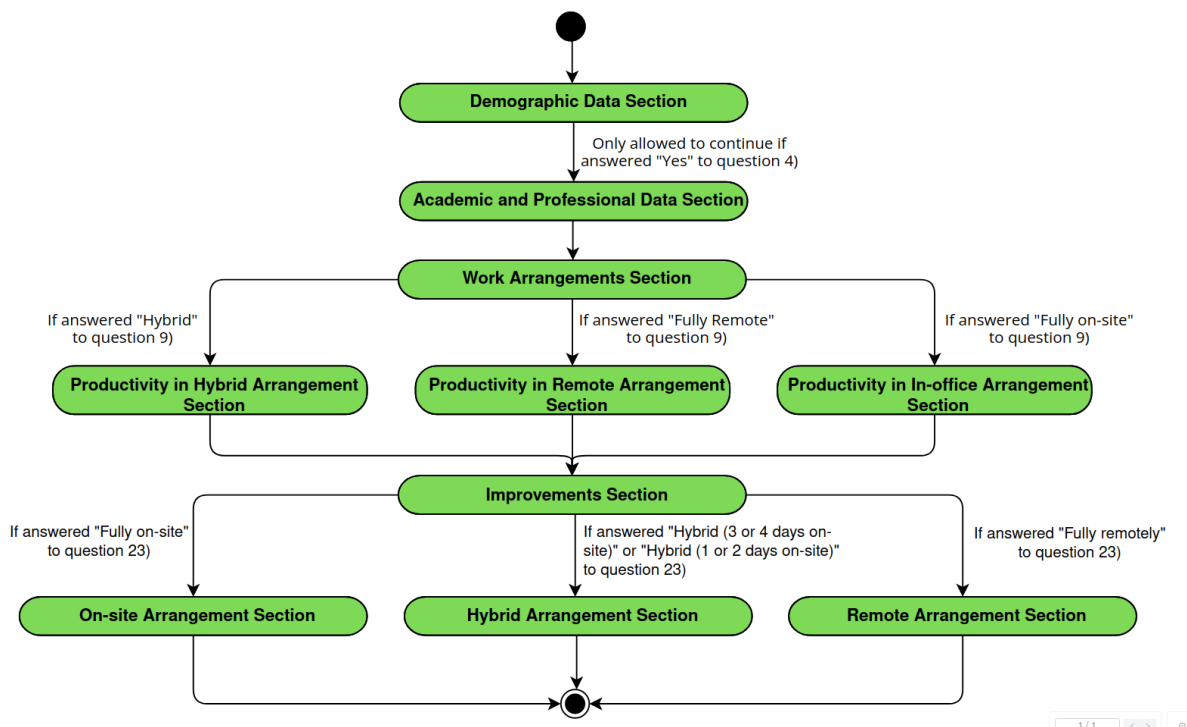 Demographic Data Section
Only allowed to continue if
answered "Yes" to question 4)
Academic and Professional Data Section
Work Arrangements Section
If answered "Hybrid"
to question 9)
If answered "Fully Remote"
to question 9)
If answered "Fully on-site"
to question 9)
Productivity in Hybrid Arrangement
Section
Productivity in Remote Arrangement
Section
Productivity in In-office Arrangement
Section
Improvements Section
If answered "Fully on-site"
to question 23)
If answered "Hybrid (3 or 4 days on-
site)" or "Hybrid (1 or 2 days on-site)"
to question 23)
If answered "Fully remotely"
to question 23)
On-site Arrangement Section
Hybrid Arrangement Section
Remote Arrangement Section
1 / 1